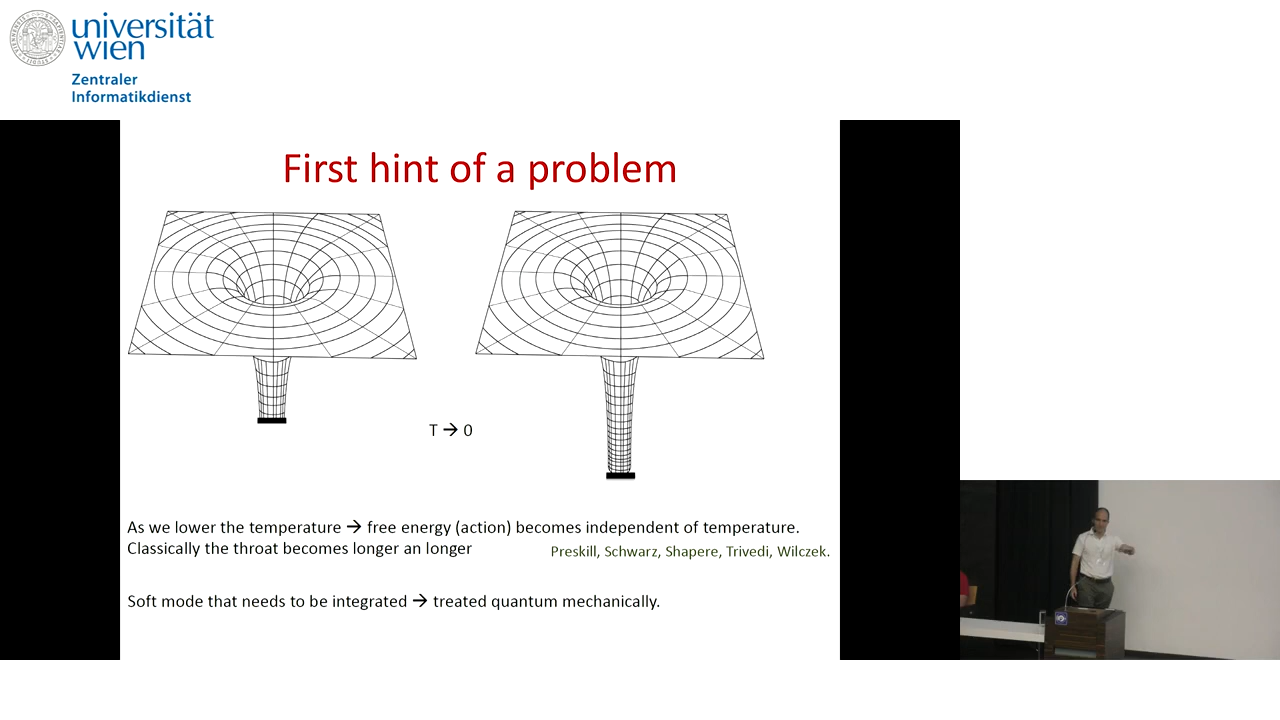 universität
wien
Zentraler
Informatikdienst
First hint of a problem
T → 0
As we lower the temperature → free energy (action) becomes independent of temperature.
Classically the throat becomes longer an longer
Preskill, Schwarz, Shapere, Trivedi, Wilczek.
Soft mode that needs to be integrated → treated quantum mechanically.